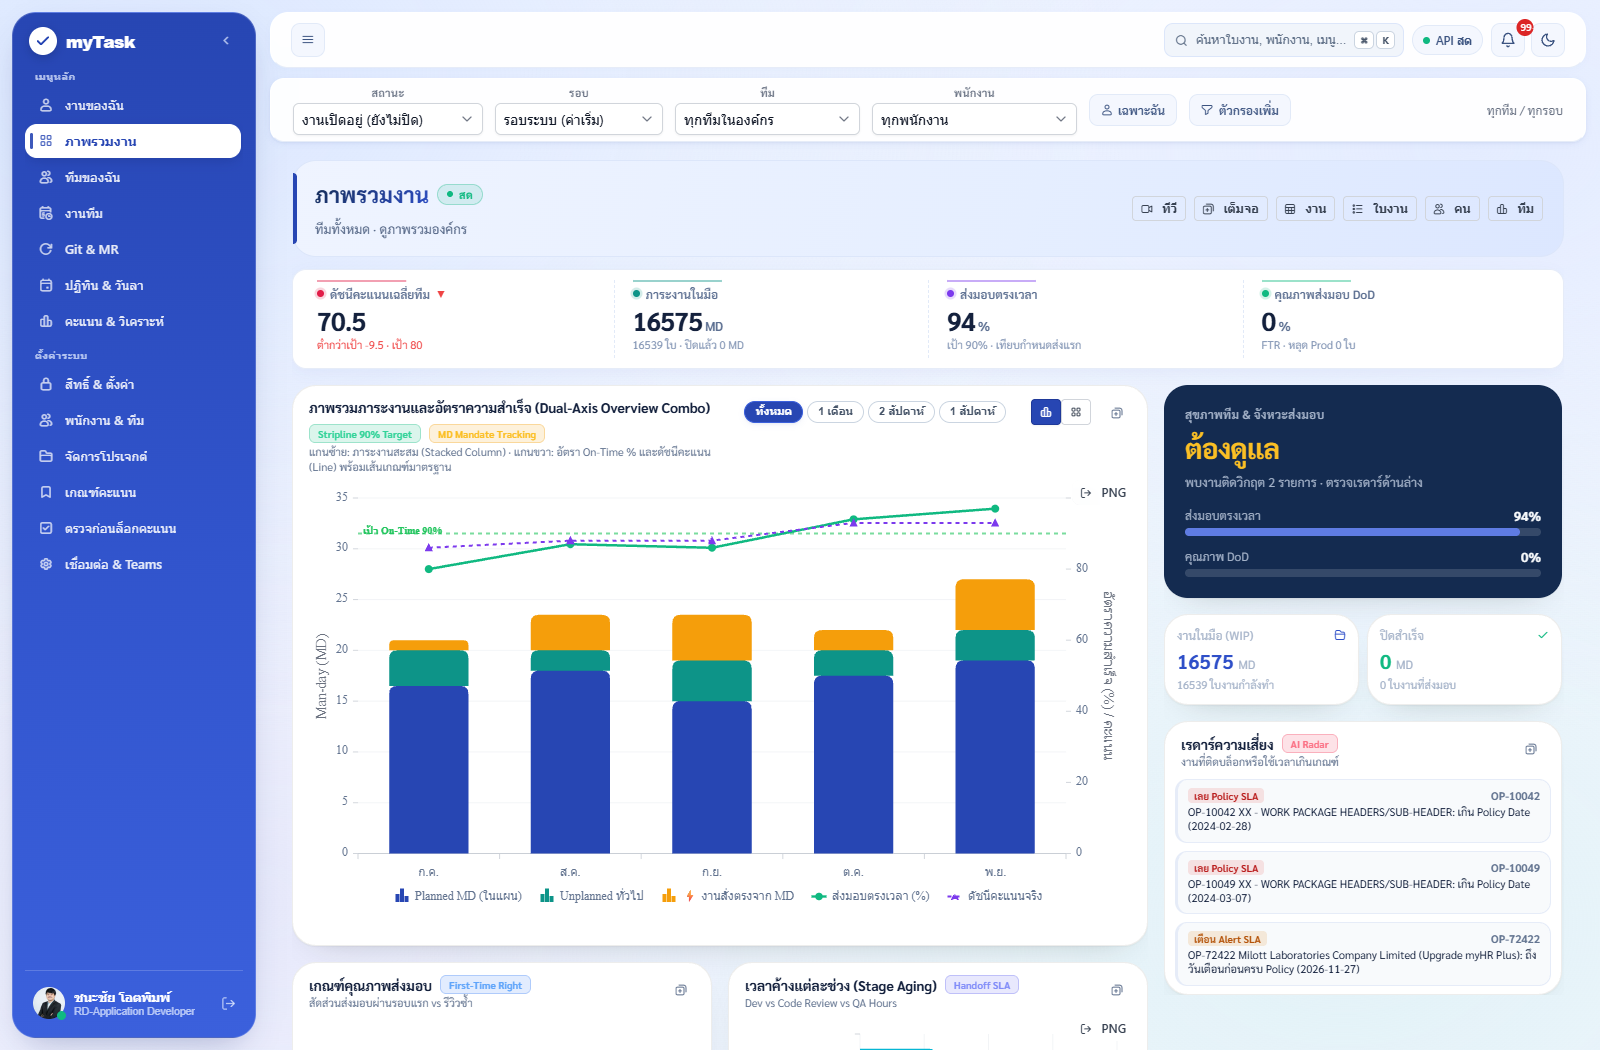 myTask
เมนูหลัก
งานของฉัน
ภาพรวมงาน
ทีมของฉัน
งานทีม
Git & MR
ปฏิทิน & วันลา
คะแนน & วิเคราะห์
ตั้งค่าระบบ
สิทธิ์ & ตั้งค่า
พนักงาน & ทีม
จัดการโปรเจกต์
เกณฑ์คะแนน
ตรวจก่อนล็อกคะแนน
เชื่อมต่อ & Teams
ชนะชัย โอดพิมพ์
RD-Application Developer
ค้นหาใบงาน, พนักงาน, เมนู... ⌘ K
API สด
99
สถานะ
งานเปิดอยู่ (ยังไม่ปิด)
รอบ
รอบระบบ (ค่าเริ่ม)
ทีม
ทุกทีมในองค์กร
พนักงาน
ทุกพนักงาน
เฉพาะฉัน
ตัวกรองเพิ่ม
ทุกทีม / ทุกรอบ
ภาพรวมงาน
สด
ทีมทั้งหมด · ดูภาพรวมองค์กร
ทีวี
เต็มจอ
งาน
ใบงาน
คน
ทีม
ดัชนีคะแนนเฉลี่ยทีม ▼
70.5
ต่ำกว่าเป้า -9.5 · เป้า 80
ภาระงานในมือ
16575 MD
16539 ใบ · ปิดแล้ว 0 MD
ส่งมอบตรงเวลา
94 %
เป้า 90% · เทียบกำหนดส่งแรก
คุณภาพส่งมอบ DoD
0 %
FTR · หลุด Prod 0 ใบ
ภาพรวมภาระงานและอัตราความสำเร็จ (Dual-Axis Overview Combo)
Stripline 90% Target
MD Mandate Tracking
แกนซ้าย: ภาระงานสะสม (Stacked Column) · แกนขวา: อัตรา On-Time % และดัชนีคะแนน
(Line) พร้อมเส้นเกณฑ์มาตรฐาน
ทั้งหมด
1 เดือน
2 สัปดาห์
1 สัปดาห์
PNG
เป้า On-Time 90%
Man-day (MD)
35
30
25
20
15
10
5
0
80
60
40
20
0
อัตราความสำเร็จ (%) / คะแนน
ก.ค.
ส.ค.
ก.ย.
ต.ค.
พ.ย.
Planned MD (ในแผน)
Unplanned ทั่วไป
⚡ งานสั่งตรงจาก MD
ส่งมอบตรงเวลา (%)
ดัชนีคะแนนจริง
สุขภาพทีม & จังหวะส่งมอบ
ต้องดูแล
พบงานติดวิกฤต 2 รายการ · ตรวจเรดาร์ด้านล่าง
ส่งมอบตรงเวลา 94%
คุณภาพ DoD 0%
งานในมือ (WIP)
16575 MD
16539 ใบงานกำลังทำ
ปิดสำเร็จ
0 MD
0 ใบงานที่ส่งมอบ
เรดาร์ความเสี่ยง
AI Radar
งานที่ติดบล็อกหรือใช้เวลาเกินเกณฑ์
เลย Policy SLA OP-10042
OP-10042 XX - WORK PACKAGE HEADERS/SUB-HEADER: เกิน Policy Date
(2024-02-28)
เลย Policy SLA OP-10049
OP-10049 XX - WORK PACKAGE HEADERS/SUB-HEADER: เกิน Policy Date
(2024-03-07)
เตือน Alert SLA OP-72422
OP-72422 Milott Laboratories Company Limited (Upgrade myHR Plus): ถึง
วันเตือนก่อนครบ Policy (2026-11-27)
เกณฑ์คุณภาพส่งมอบ
First-Time Right
สัดส่วนส่งมอบผ่านรอบแรก vs รีวิวซ้ำ
เวลาค้างแต่ละช่วง (Stage Aging)
Handoff SLA
Dev vs Code Review vs QA Hours
PNG